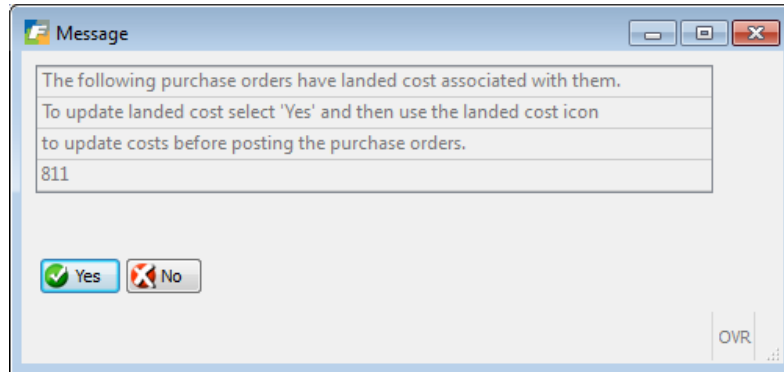 Message
The following purchase orders have landed cost associated with them.
To update landed cost select 'Yes' and then use the landed cost icon
to update costs before posting the purchase orders.
811
Yes No
OVR